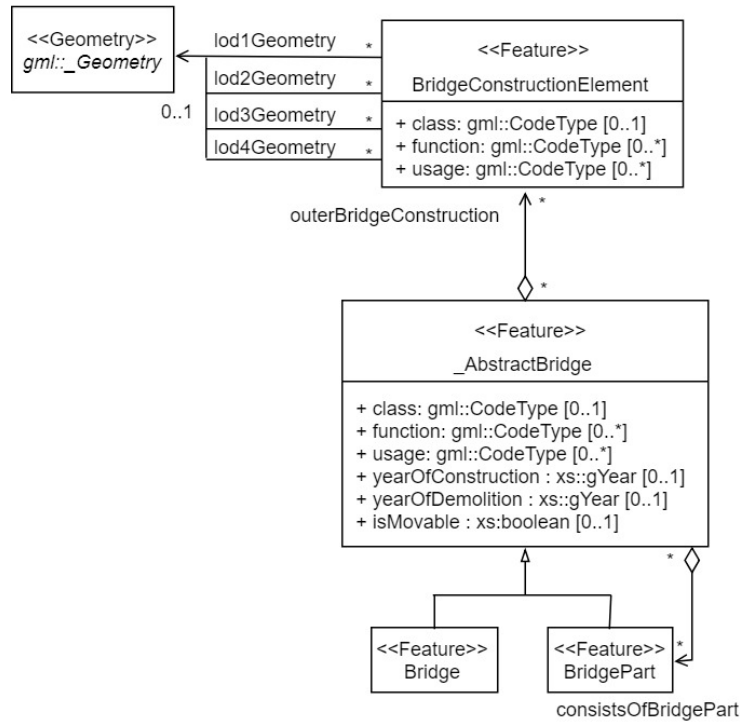 <<Geometry>>
gml::_Geometry
0..1
lod1Geometry *
lod2Geometry *
lod3Geometry *
lod4Geometry *
<<Feature>>
BridgeConstructionElement
+ class: gml::CodeType [0..1]
+ function: gml::CodeType [0..*]
+ usage: gml::CodeType [0..*]
outerBridgeConstruction
*
*
<<Feature>>
_AbstractBridge
+ class: gml::CodeType [0..1]
+ function: gml::CodeType [0..*]
+ usage: gml::CodeType [0..*]
+ yearOfConstruction : xs::gYear [0..1]
+ yearOfDemolition : xs::gYear [0..1]
+ isMovable : xs:boolean [0..1]
*
<<Feature>>
Bridge
<<Feature>>
BridgePart
*
consistsOfBridgePart